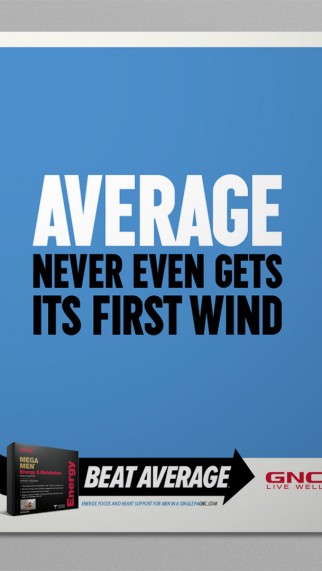 AVERAGE
NEVER EVEN GETS
ITS FIRST WIND
MEGA
MEN
Energy & Metabolism
Energy
BEAT AVERAGE
ENERGY, FOCUS AND HEART SUPPORT FOR MEN IN A SINGLE PA
GNC.COM
GNC
LIVE WELL